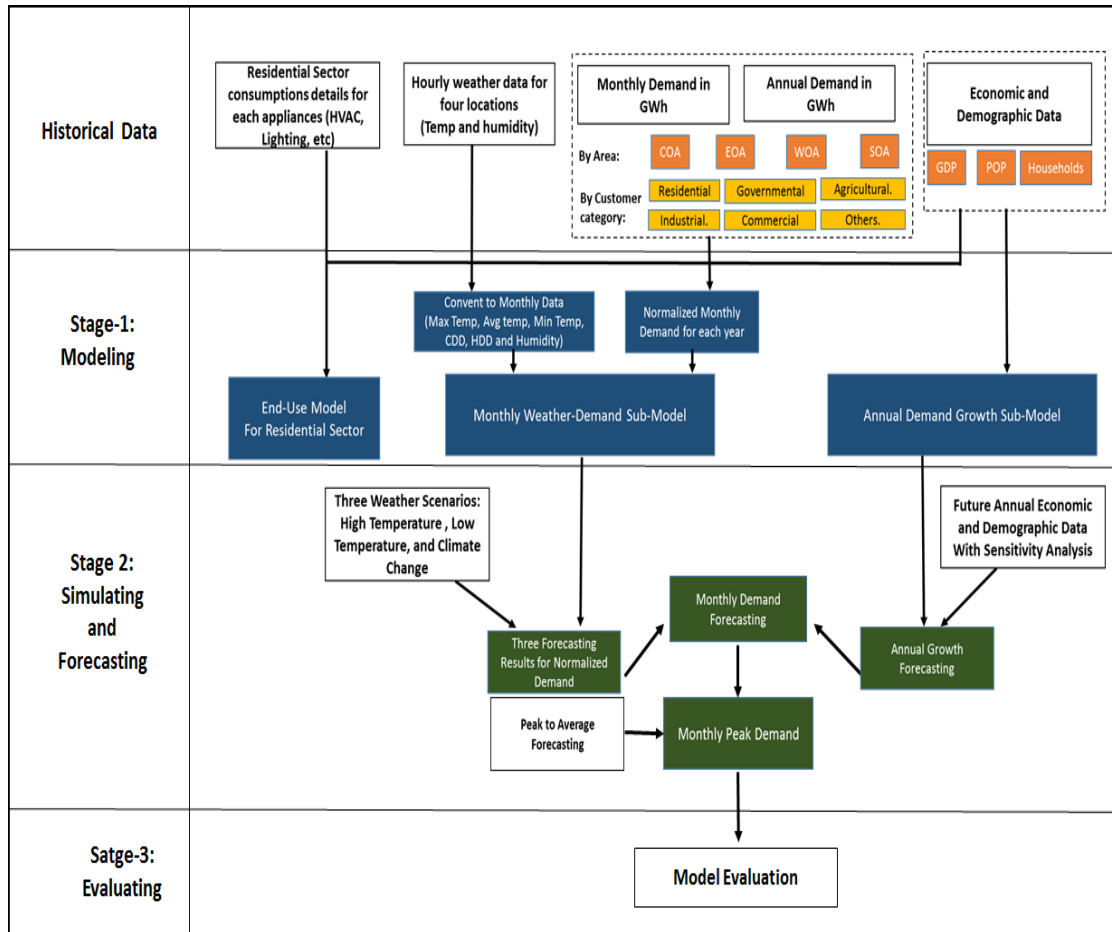 Historical Data
Residential Sector
consumptions details for
each appliances (HVAC,
Lighting, etc)
Hourly weather data for
four locations
(Temp and humidity)
Monthly Demand in
GWh
Annual Demand in
GWh
By Area:
COA
EOA
WOA
SOA
By Customer
category:
Residential
Governmental
Agricultural.
Industrial.
Commercial
Others.
Economic and
Demographic Data
GDP
POP
Households
Stage-1:
Modeling
Convent to Monthly Data
(Max Temp, Avg temp, Min Temp,
CDD, HDD and Humidity)
Normalized Monthly
Demand for each year
End-Use Model
For Residential Sector
Monthly Weather-Demand Sub-Model
Annual Demand Growth Sub-Model
Stage 2:
Simulating
and
Forecasting
Three Weather Scenarios:
High Temperature , Low
Temperature, and Climate
Change
Future Annual Economic
and Demographic Data
With Sensitivity Analysis
Monthly Demand
Forecasting
Three Forecasting
Results for Normalized
Demand
Annual Growth
Forecasting
Peak to Average
Forecasting
Monthly Peak Demand
Satge-3:
Evaluating
Model Evaluation